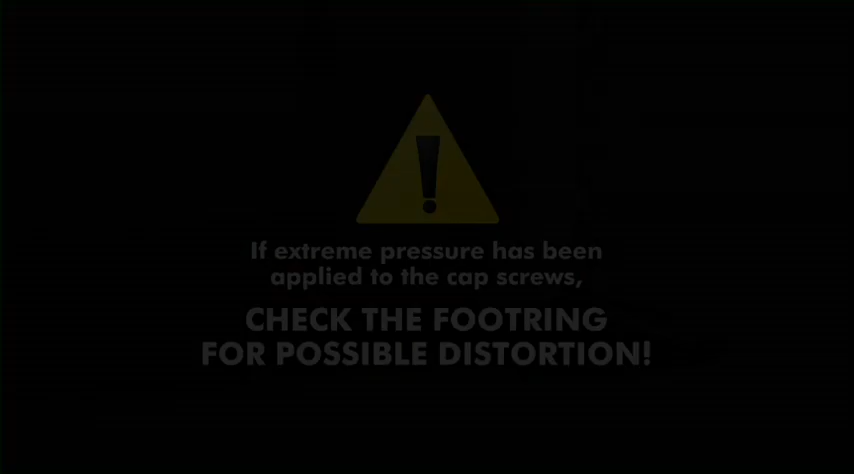 If extreme pressure has been
applied to the cap screws,
CHECK THE FOOTRING
FOR POSSIBLE DISTORTION!